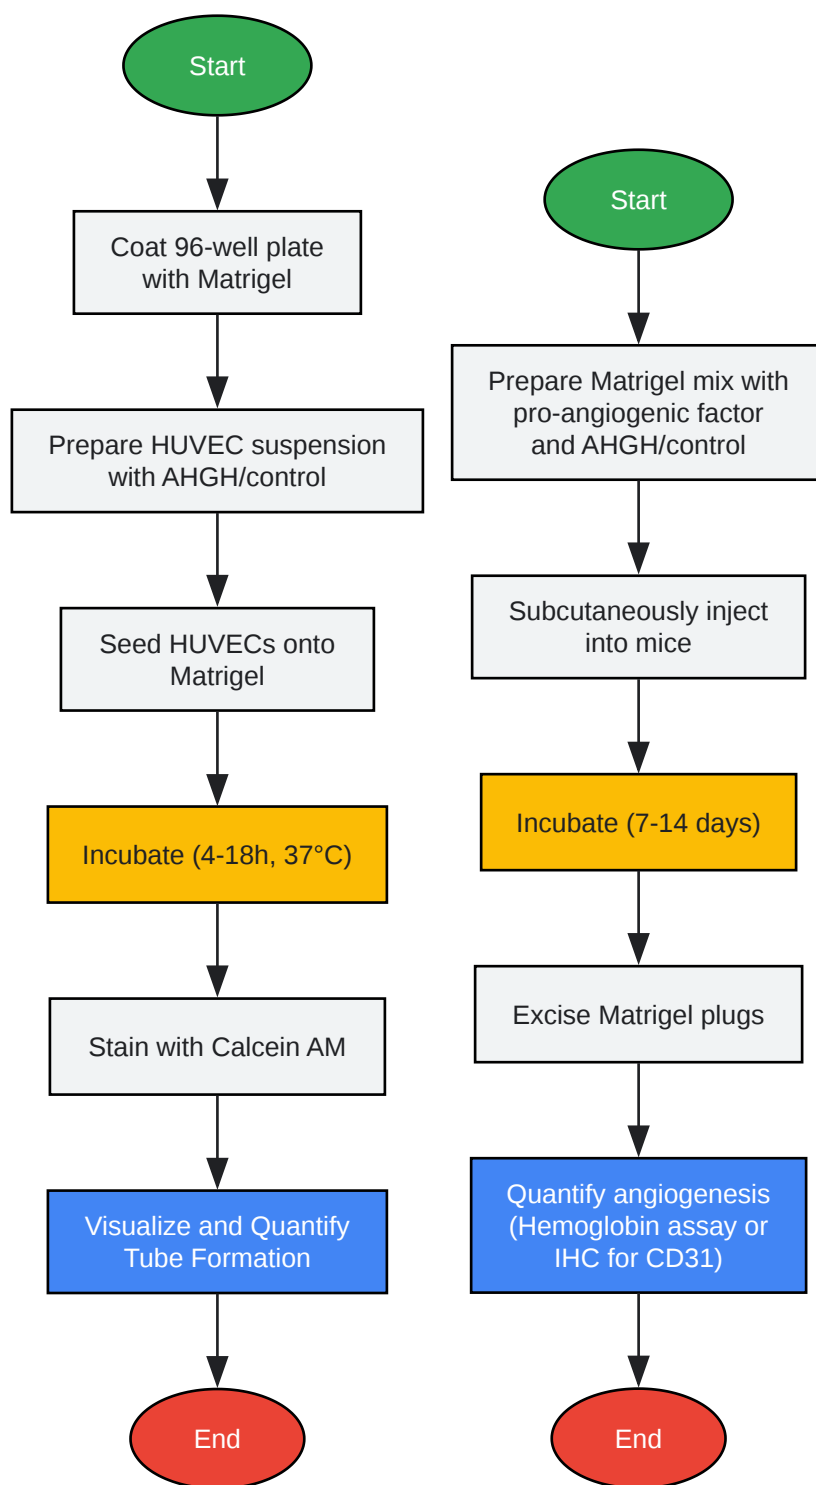 Start
Coat 96-well plate
with Matrigel
Prepare HUVEC suspension
with AHGH/control
Seed HUVECs onto
Matrigel
Incubate (4-18h, 37°C)
Stain with Calcein AM
Visualize and Quantify
Tube Formation
End
Start
Prepare Matrigel mix with
pro-angiogenic factor
and AHGH/control
Subcutaneously inject
into mice
Incubate (7-14 days)
Excise Matrigel plugs
Quantify angiogenesis
(Hemoglobin assay or
IHC for CD31)
End